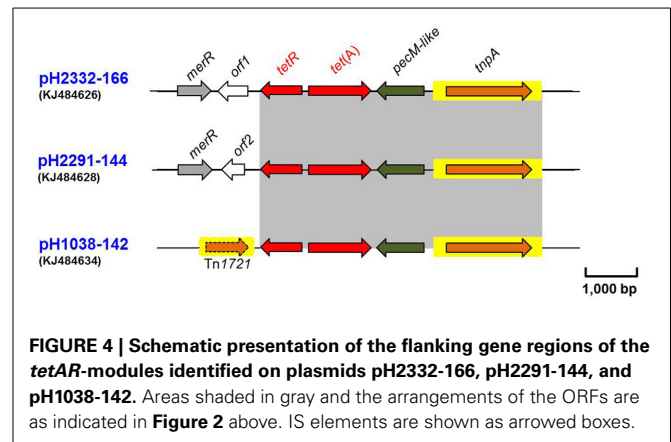 merR orf1 tetR tet(A) pecM-like tnpA
pH2332-166
(KJ484626)
merR orf2
pH2291-144
(KJ484628)
pH1038-142
(KJ484634)
Tn1721
1,000 bp
FIGURE 4 | Schematic presentation of the flanking gene regions of the
tetAR-modules identified on plasmids pH2332-166, pH2291-144, and
pH1038-142. Areas shaded in gray and the arrangements of the ORFs are
as indicated in Figure 2 above. IS elements are shown as arrowed boxes.